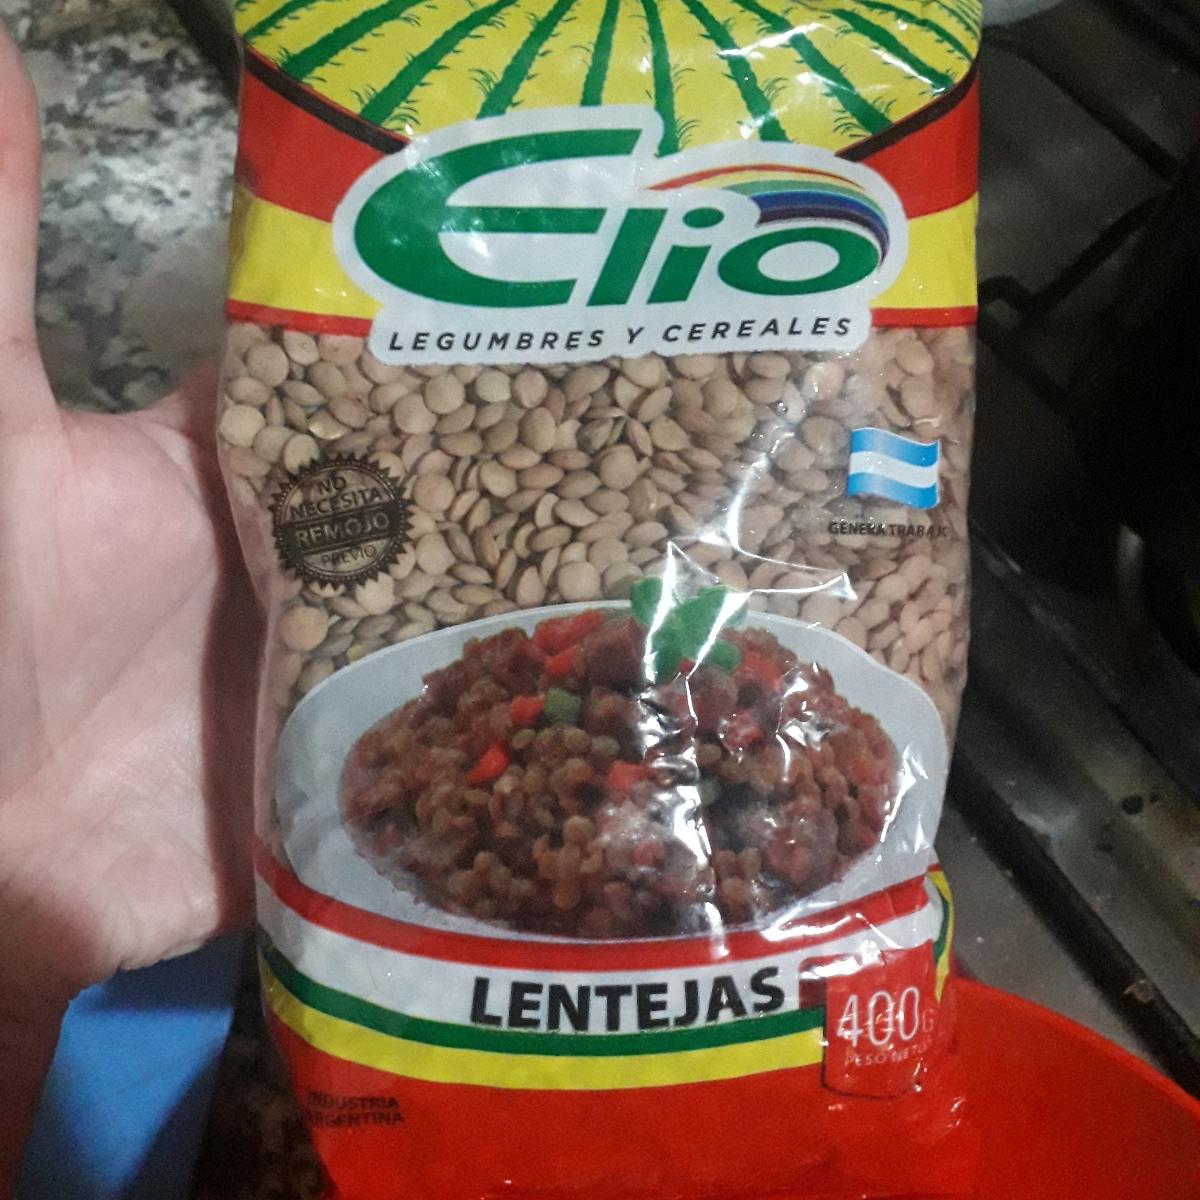 Elio
LEGUMBRES Y CEREALES
NO
NECESITA
REMOJO
PREVIO
GENERA TRABAJO
LENTEJAS
400G
PESO NETO
INDUSTRIA
ARGENTINA